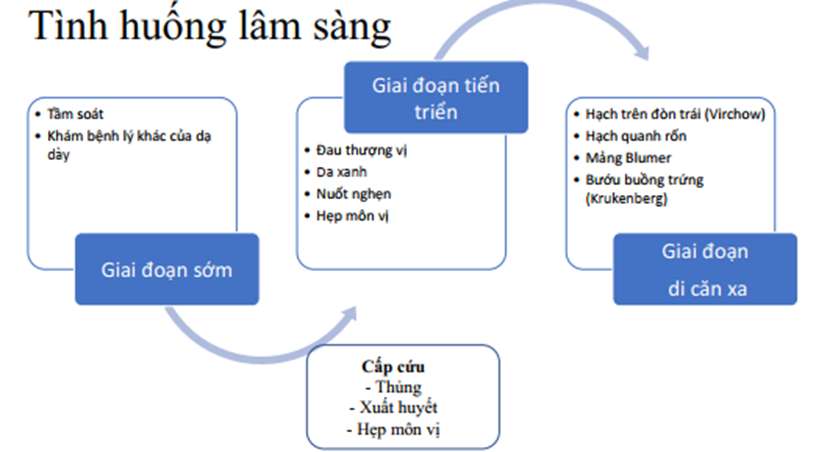 Tình huống lâm sàng
• Tầm soát
• Khám bệnh lý khác của dạ
dày
Giai đoạn sớm
Giai đoạn tiến
triển
• Đau thượng vị
• Da xanh
• Nuốt nghẹn
• Hẹp môn vị
• Hạch trên đòn trái (Virchow)
• Hạch quanh rốn
• Mảng Blumer
• Bướu buồng trứng
(Krukenberg)
Giai đoạn
di căn xa
Cấp cứu
- Thủng
- Xuất huyết
- Hẹp môn vị